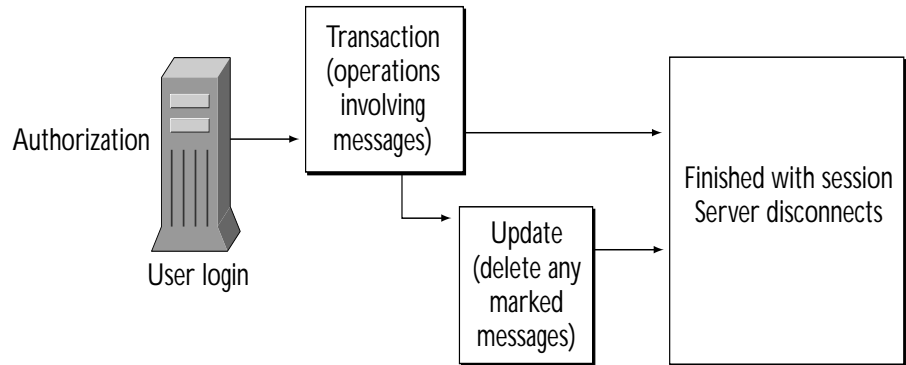 Authorization
User login
Transaction
(operations
involving
messages)
Update
(delete any
marked
messages)
Finished with session
Server disconnects